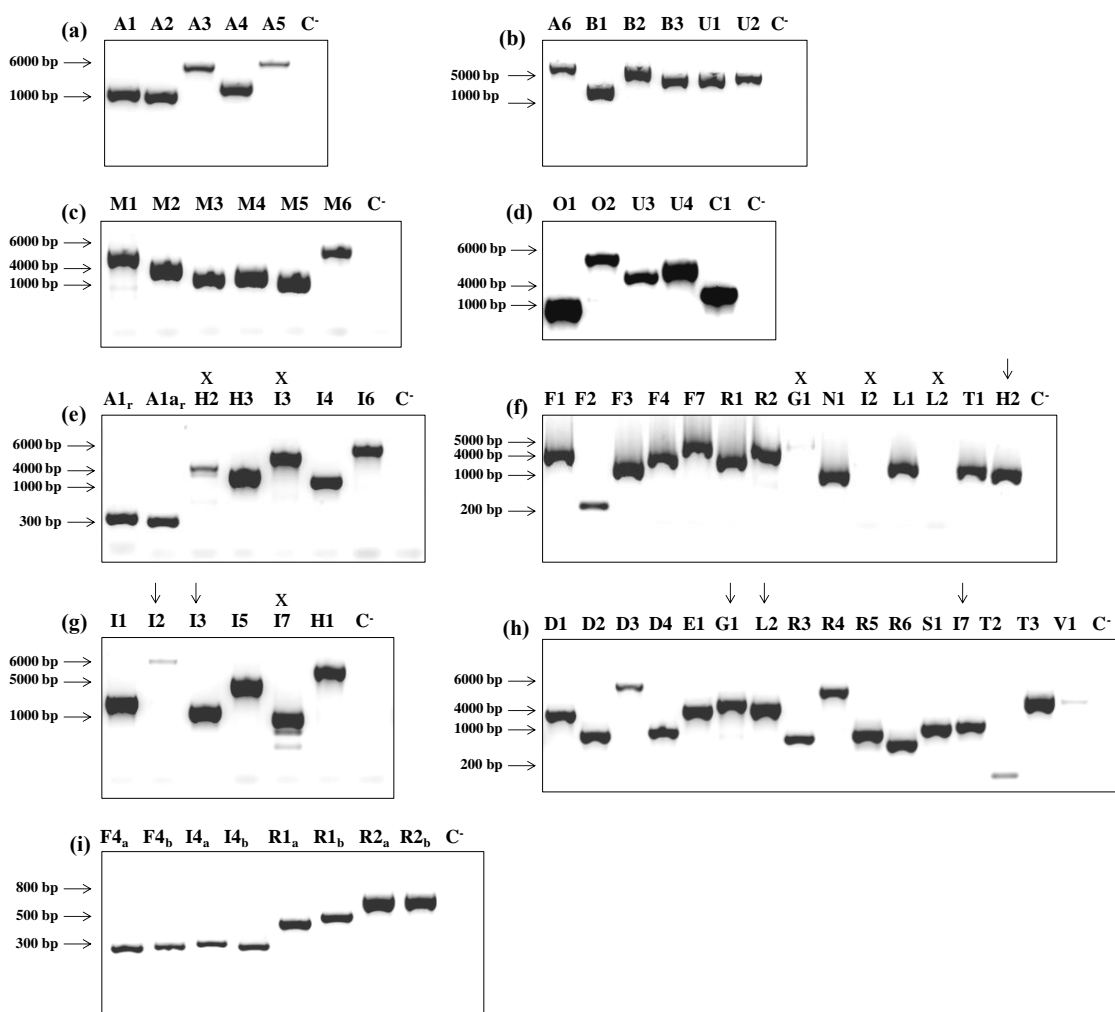 (a) A1 A2 A3 A4 A5 C-
6000 bp
1000 bp
(b) A6 B1 B2 B3 U1 U2 C-
5000 bp
1000 bp
(c) M1 M2 M3 M4 M5 M6 C-
6000 bp
4000 bp
1000 bp
(d) O1 O2 U3 U4 C1 C-
6000 bp
4000 bp
1000 bp
X X
(e) A1r A1ar H2 H3 I3 I4 I6 C-
6000 bp
4000 bp
1000 bp
300 bp
X X X
(f) F1 F2 F3 F4 F7 R1 R2 G1 N1 I2 L1 L2 T1 H2 C-
5000 bp
4000 bp
1000 bp
200 bp
X
(g) I1 I2 I3 I5 I7 H1 C-
6000 bp
5000 bp
1000 bp
(h) D1 D2 D3 D4 E1 G1 L2 R3 R4 R5 R6 S1 I7 T2 T3 V1 C-
6000 bp
4000 bp
1000 bp
200 bp
(i) F4a F4b I4a I4b R1a R1b R2a R2b C-
800 bp
500 bp
300 bp